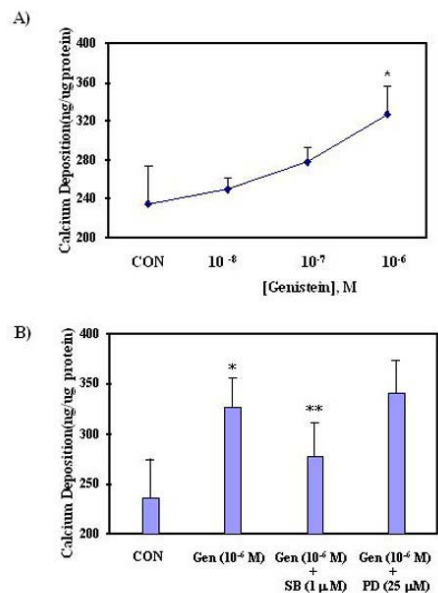 A)
Calcium Deposition(ng/ug protein)
400
360
320
280
240
200
*
CON 10⁻⁸ 10⁻⁷ 10⁻⁶
[Genistein], M
B)
Calcium Deposition(ng/ug protein)
400
350
300
250
200
*
**
CON Gen (10⁻⁶ M) Gen (10⁻⁶ M) Gen (10⁻⁶ M)
+ +
SB (1 μM) PD (25 μM)